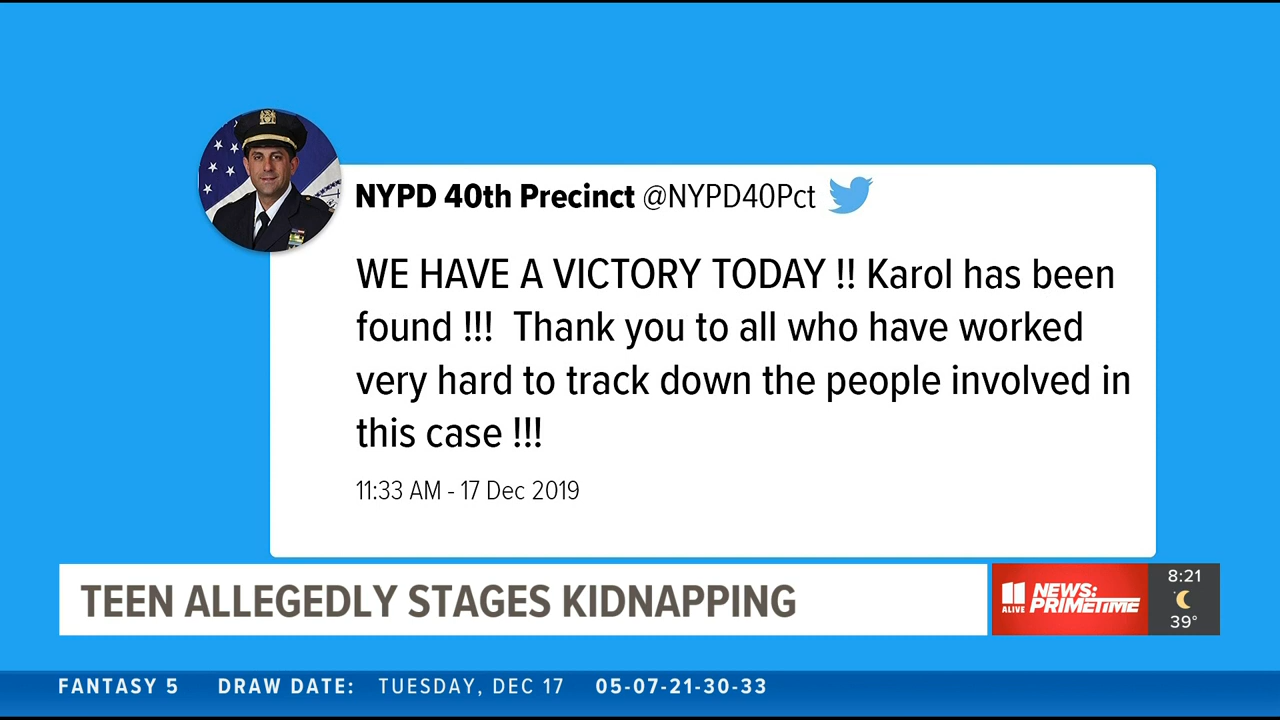 NYPD 40th Precinct @NYPD40Pct
WE HAVE A VICTORY TODAY !! Karol has been
found !!!  Thank you to all who have worked
very hard to track down the people involved in
this case !!!
11:33 AM - 17 Dec 2019
TEEN ALLEGEDLY STAGES KIDNAPPING
11 ALIVE NEWS: PRIMETIME
8:21
39°
FANTASY 5 DRAW DATE: TUESDAY, DEC 17 05-07-21-30-33